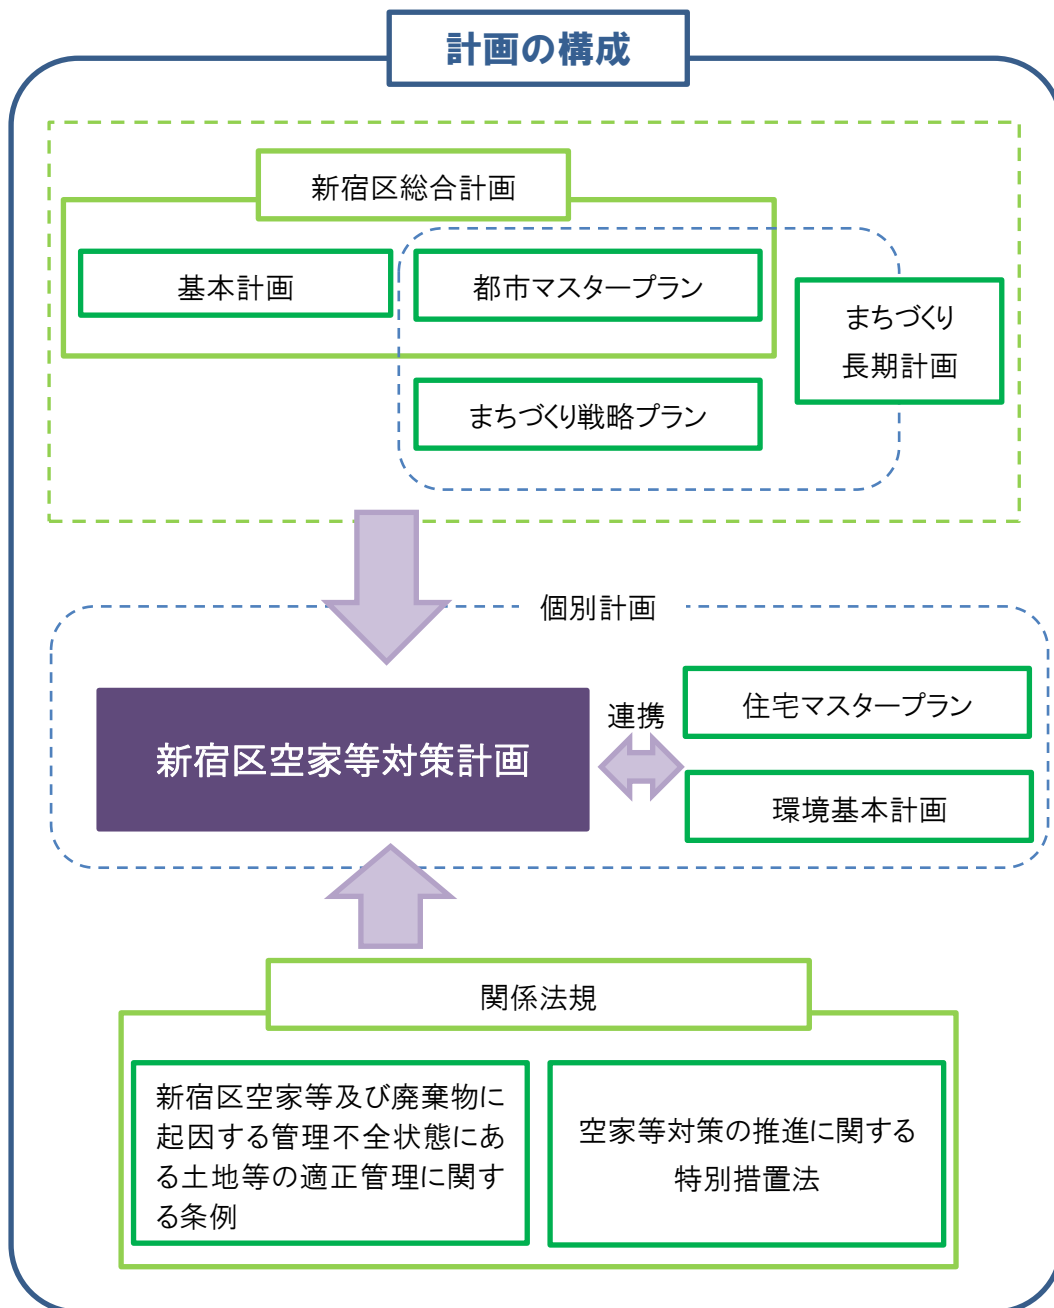 計画の構成
新宿区総合計画
基本計画
都市マスタープラン
まちづくり
長期計画
まちづくり戦略プラン
個別計画
新宿区空家等対策計画
連携
住宅マスタープラン
環境基本計画
関係法規
新宿区空家等及び廃棄物に
起因する管理不全状態にあ
る土地等の適正管理に関す
る条例
空家等対策の推進に関する
特別措置法